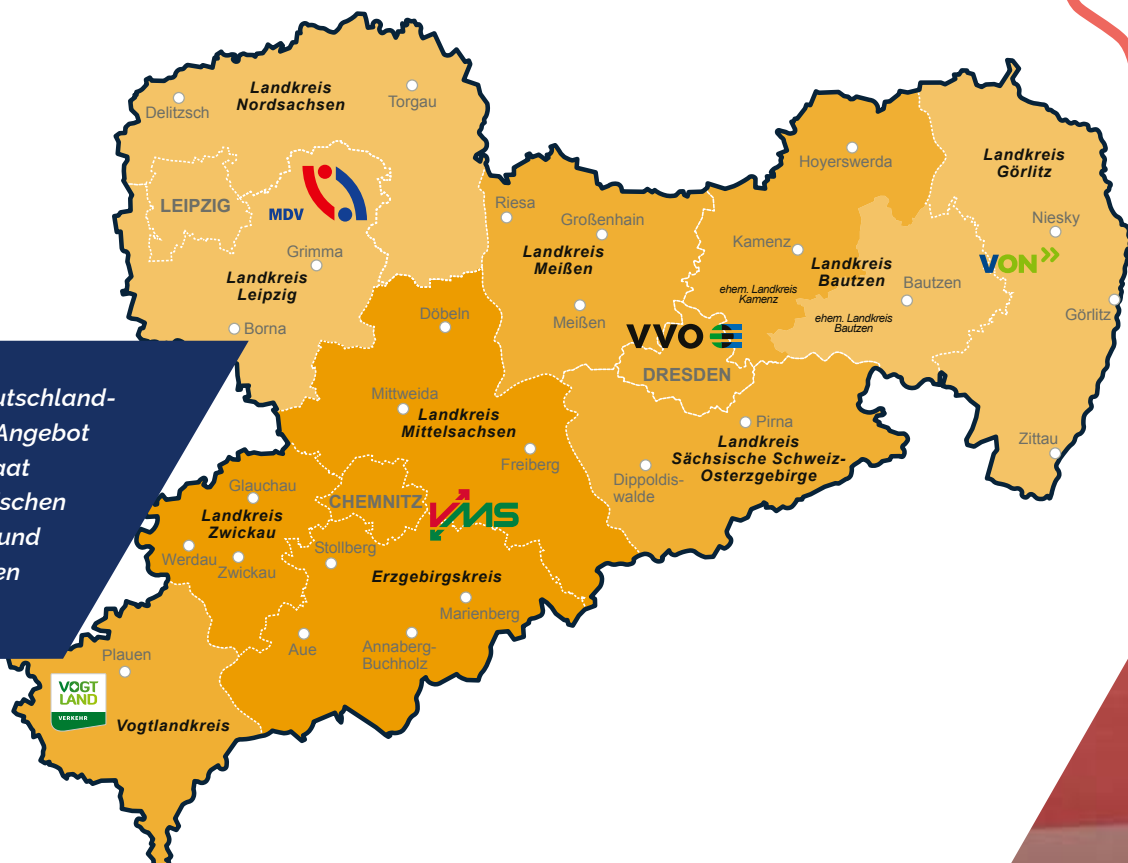 Landkreis
Nordsachsen
Delitzsch
Torgau
LEIPZIG
MDV
Grimma
Landkreis
Leipzig
Borna
Riesa
Großenhain
Landkreis
Meißen
Meißen
Hoyerswerda
Kamenz
Landkreis
Bautzen
ehem. Landkreis
Kamenz
ehem. Landkreis
Bautzen
Bautzen
Landkreis
Görlitz
Niesky
VON
Görlitz
Zittau
VVO
DRESDEN
Pirna
Landkreis
Sächsische Schweiz-
Osterzgebirge
Dippoldis-
walde
Döbeln
Mittweida
Landkreis
Mittelsachsen
Freiberg
CHEMNITZ
VMS
Glauchau
Landkreis
Zwickau
Werdau
Zwickau
Stollberg
Erzgebirgskreis
Marienberg
Aue
Annaberg-
Buchholz
Plauen
VOGT
LAND
VERKEHR
Vogtlandkreis
utschland-
Angebot
aat
schen
und
en